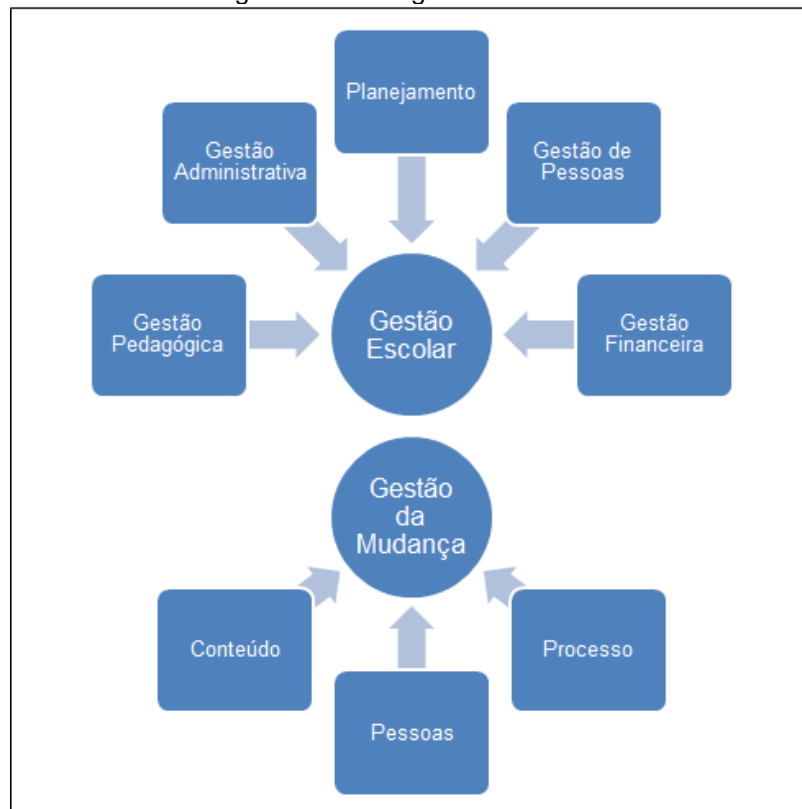 Planejamento
Gestão
Administrativa
Gestão de
Pessoas
Gestão
Pedagógica
Gestão
Escolar
Gestão
Financeira
Gestão
da
Mudança
Conteúdo
Processo
Pessoas